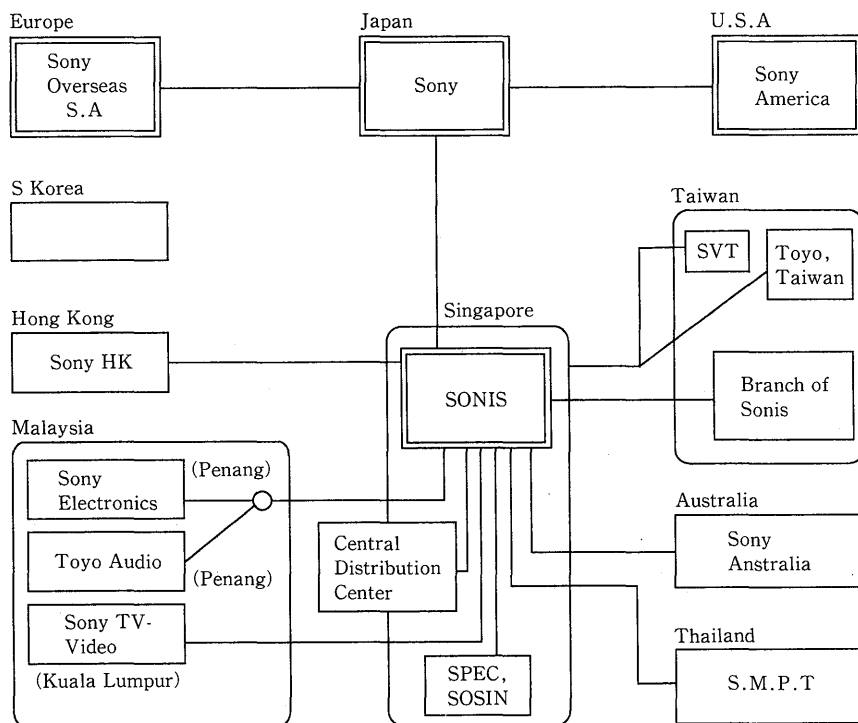 Europe
Japan
U.S.A
Sony
Overseas
S.A
Sony
Sony
America
S Korea
Taiwan
SVT
Toyo,
Taiwan
Hong Kong
Singapore
Sony HK
SONIS
Branch of
Sonis
Malaysia
Sony
Electronics
(Penang)
Toyo Audio
(Penang)
Sony TV-
Video
(Kuala Lumpur)
Central
Distribution
Center
SPEC,
SOSIN
Australia
Sony
Anstralia
Thailand
S.M.P.T